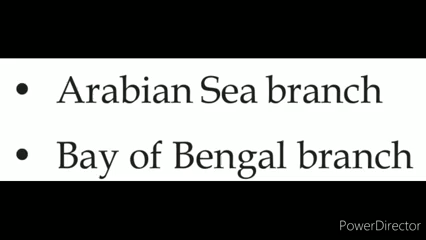 • Arabian Sea branch
• Bay of Bengal branch
PowerDirector